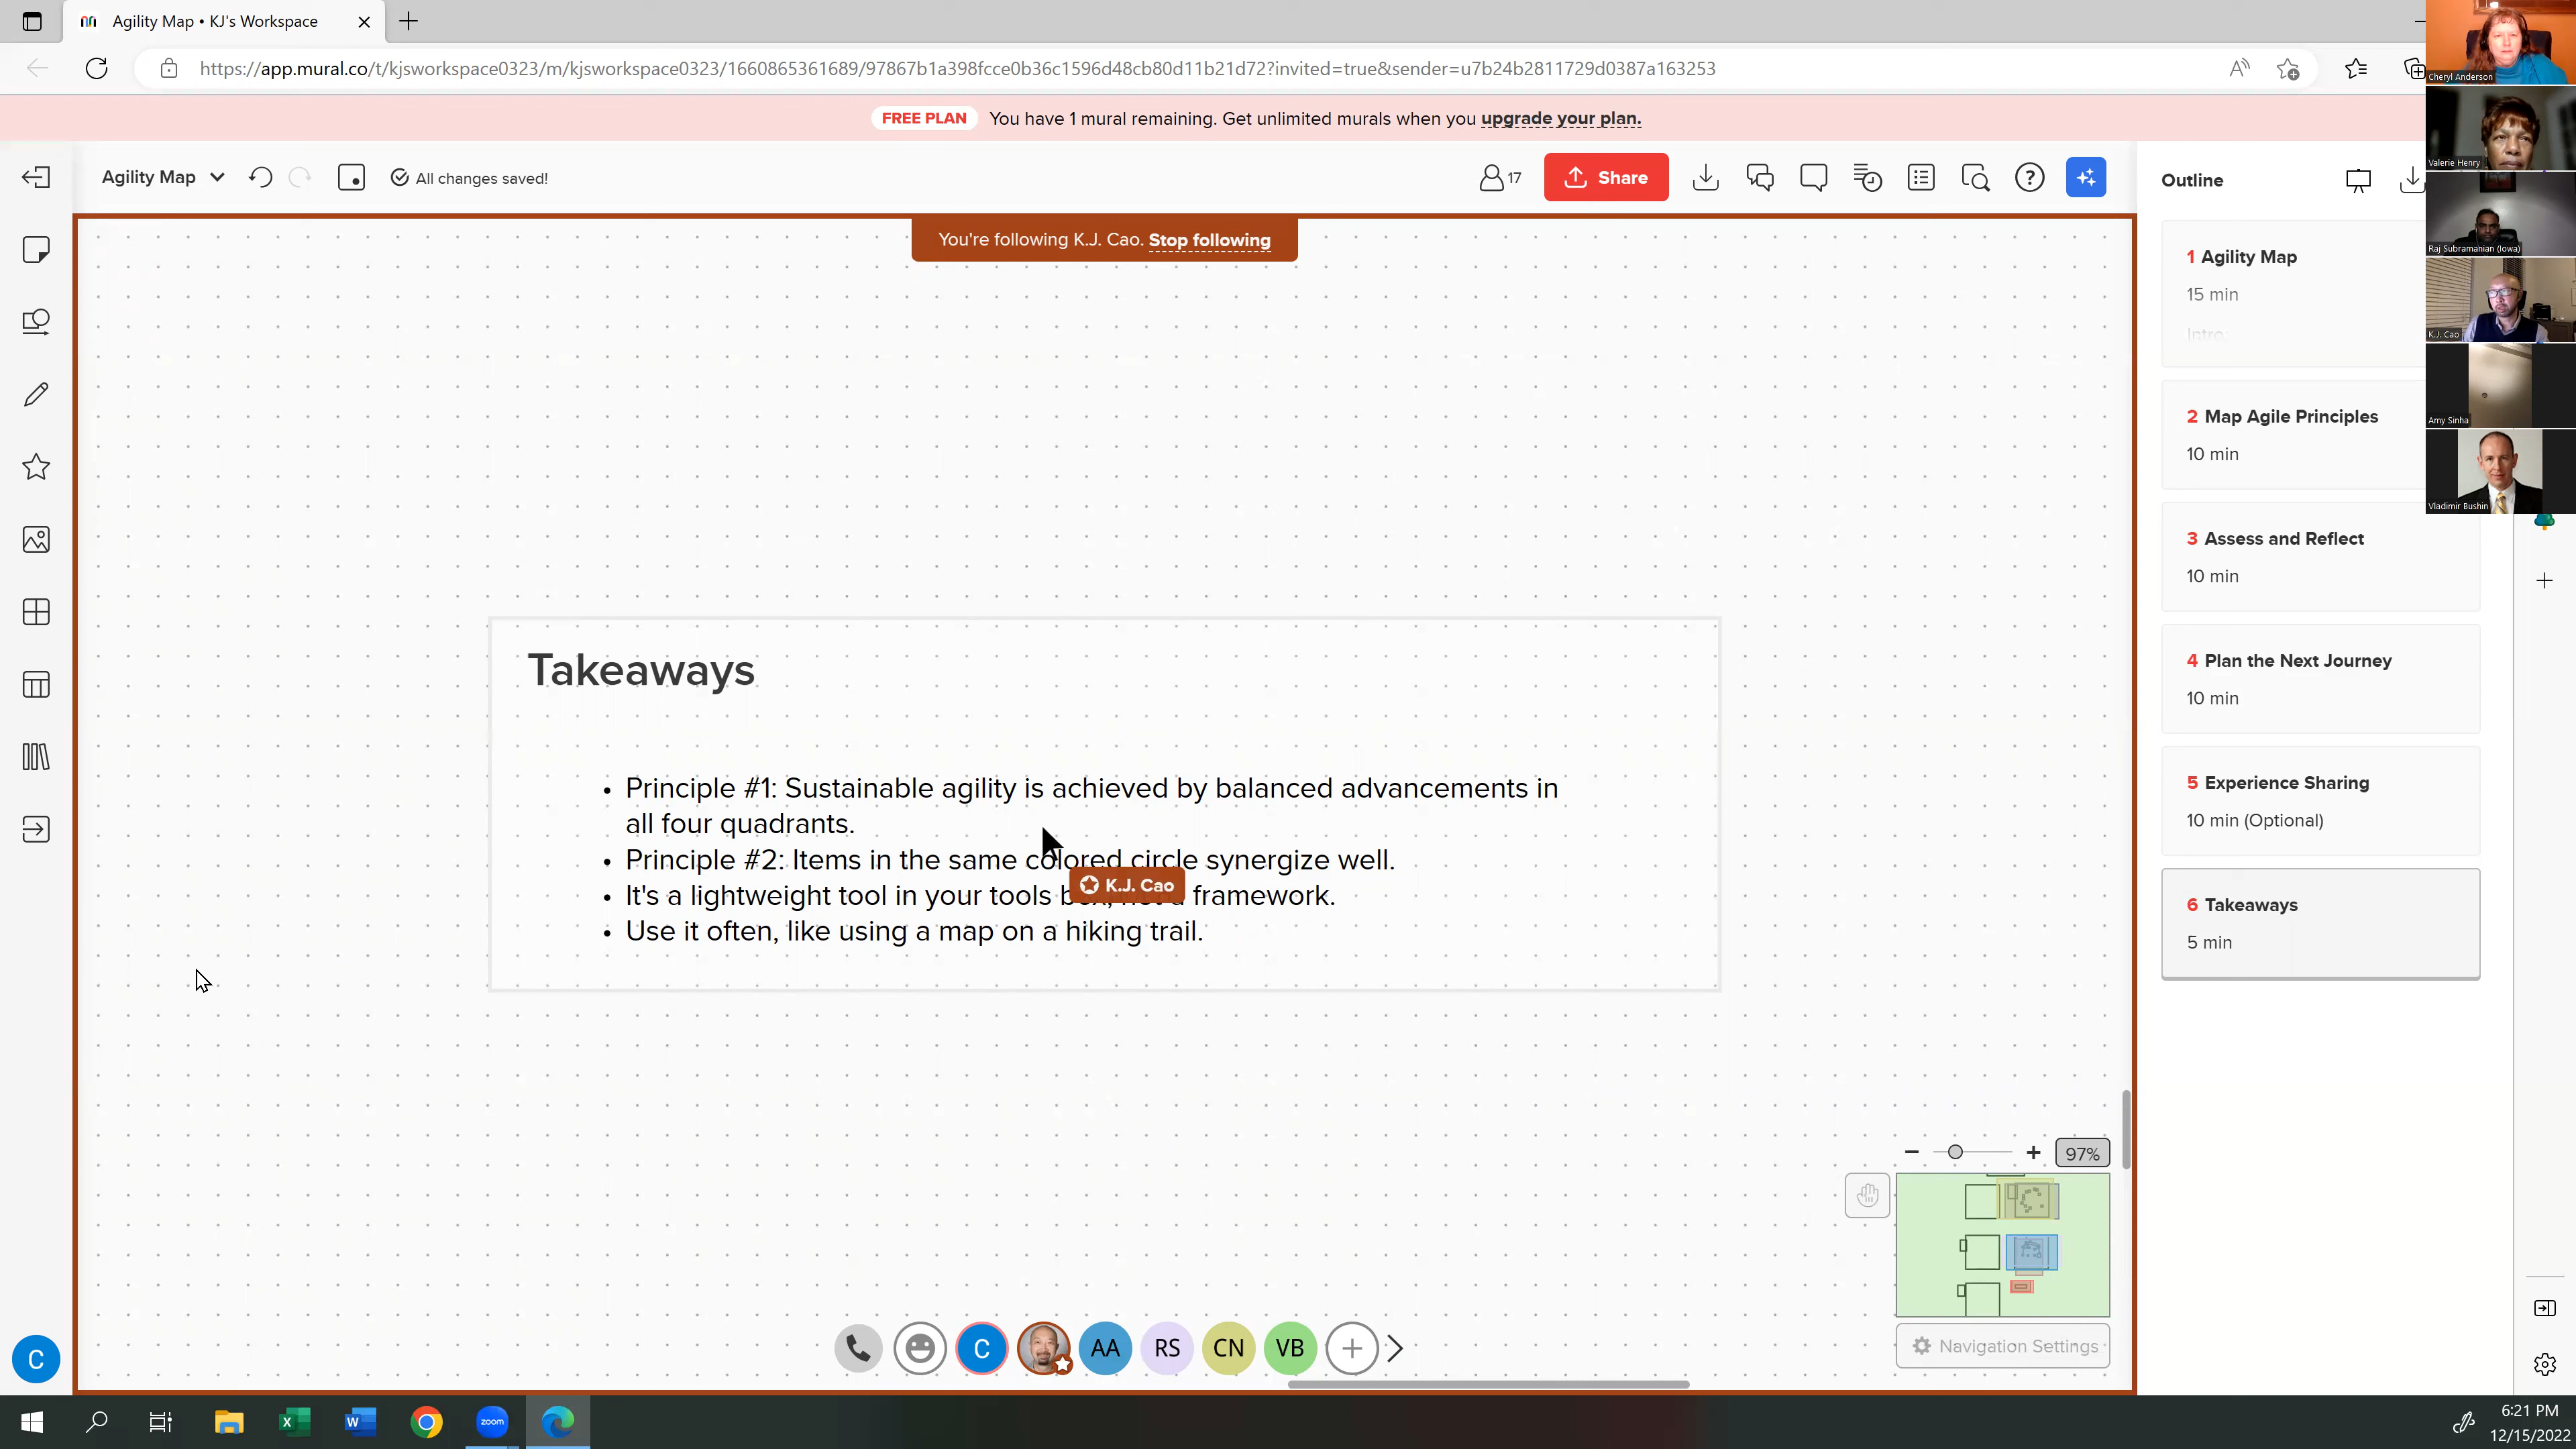 Agility Map • KJ's Workspace
https://app.mural.co/t/kjsworkspace0323/m/kjsworkspace0323/1660865361689/97867b1a398fcce0b36c1596d48cb80d11b21d72?invited=true&sender=u7b24b2811729d0387a163253
FREE PLAN You have 1 mural remaining. Get unlimited murals when you upgrade your plan.
Agility Map
All changes saved!
17
Share
You're following K.J. Cao. Stop following
Takeaways
• Principle #1: Sustainable agility is achieved by balanced advancements in
all four quadrants.
• Principle #2: Items in the same colored circle synergize well.
• It's a lightweight tool in your tools box, not a framework.
• Use it often, like using a map on a hiking trail.
K.J. Cao
Outline
1 Agility Map
15 min
Intro:
2 Map Agile Principles
10 min
3 Assess and Reflect
10 min
4 Plan the Next Journey
10 min
5 Experience Sharing
10 min (Optional)
6 Takeaways
5 min
Cheryl Anderson
Valerie Henry
Raj Subramanian (Iowa)
K.J. Cao
Amy Sinha
Vladimir Bushin
97%
Navigation Settings
C
C
AA
RS
CN
VB
zoom
6:21 PM
12/15/2022